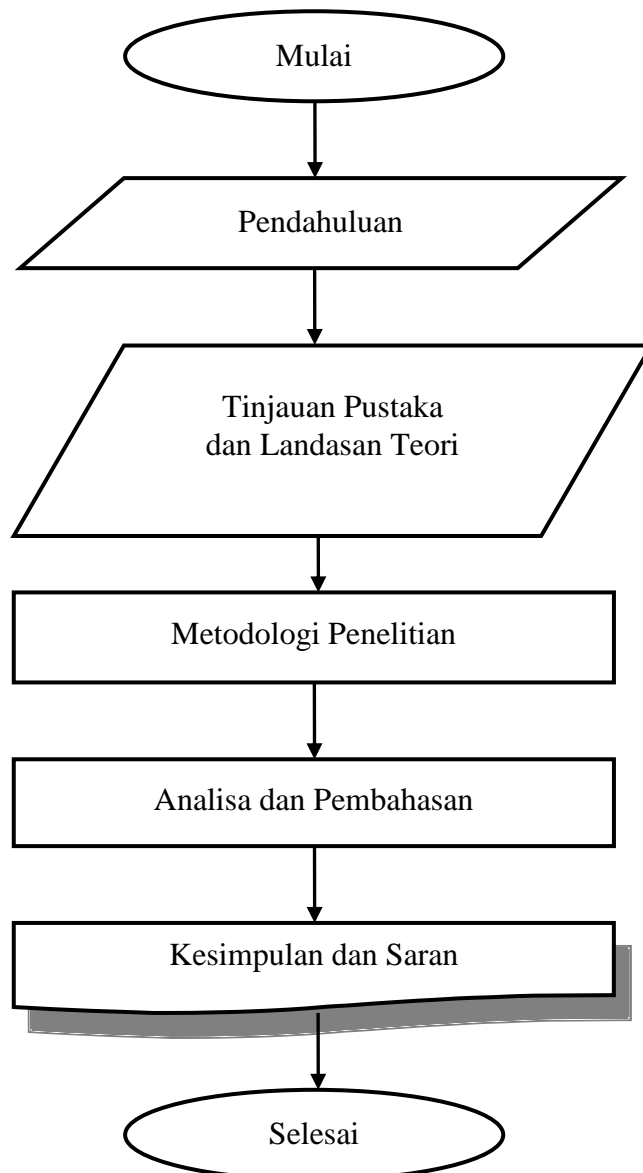 Mulai
Pendahuluan
Tinjauan Pustaka
dan Landasan Teori
Metodologi Penelitian
Analisa dan Pembahasan
Kesimpulan dan Saran
Selesai